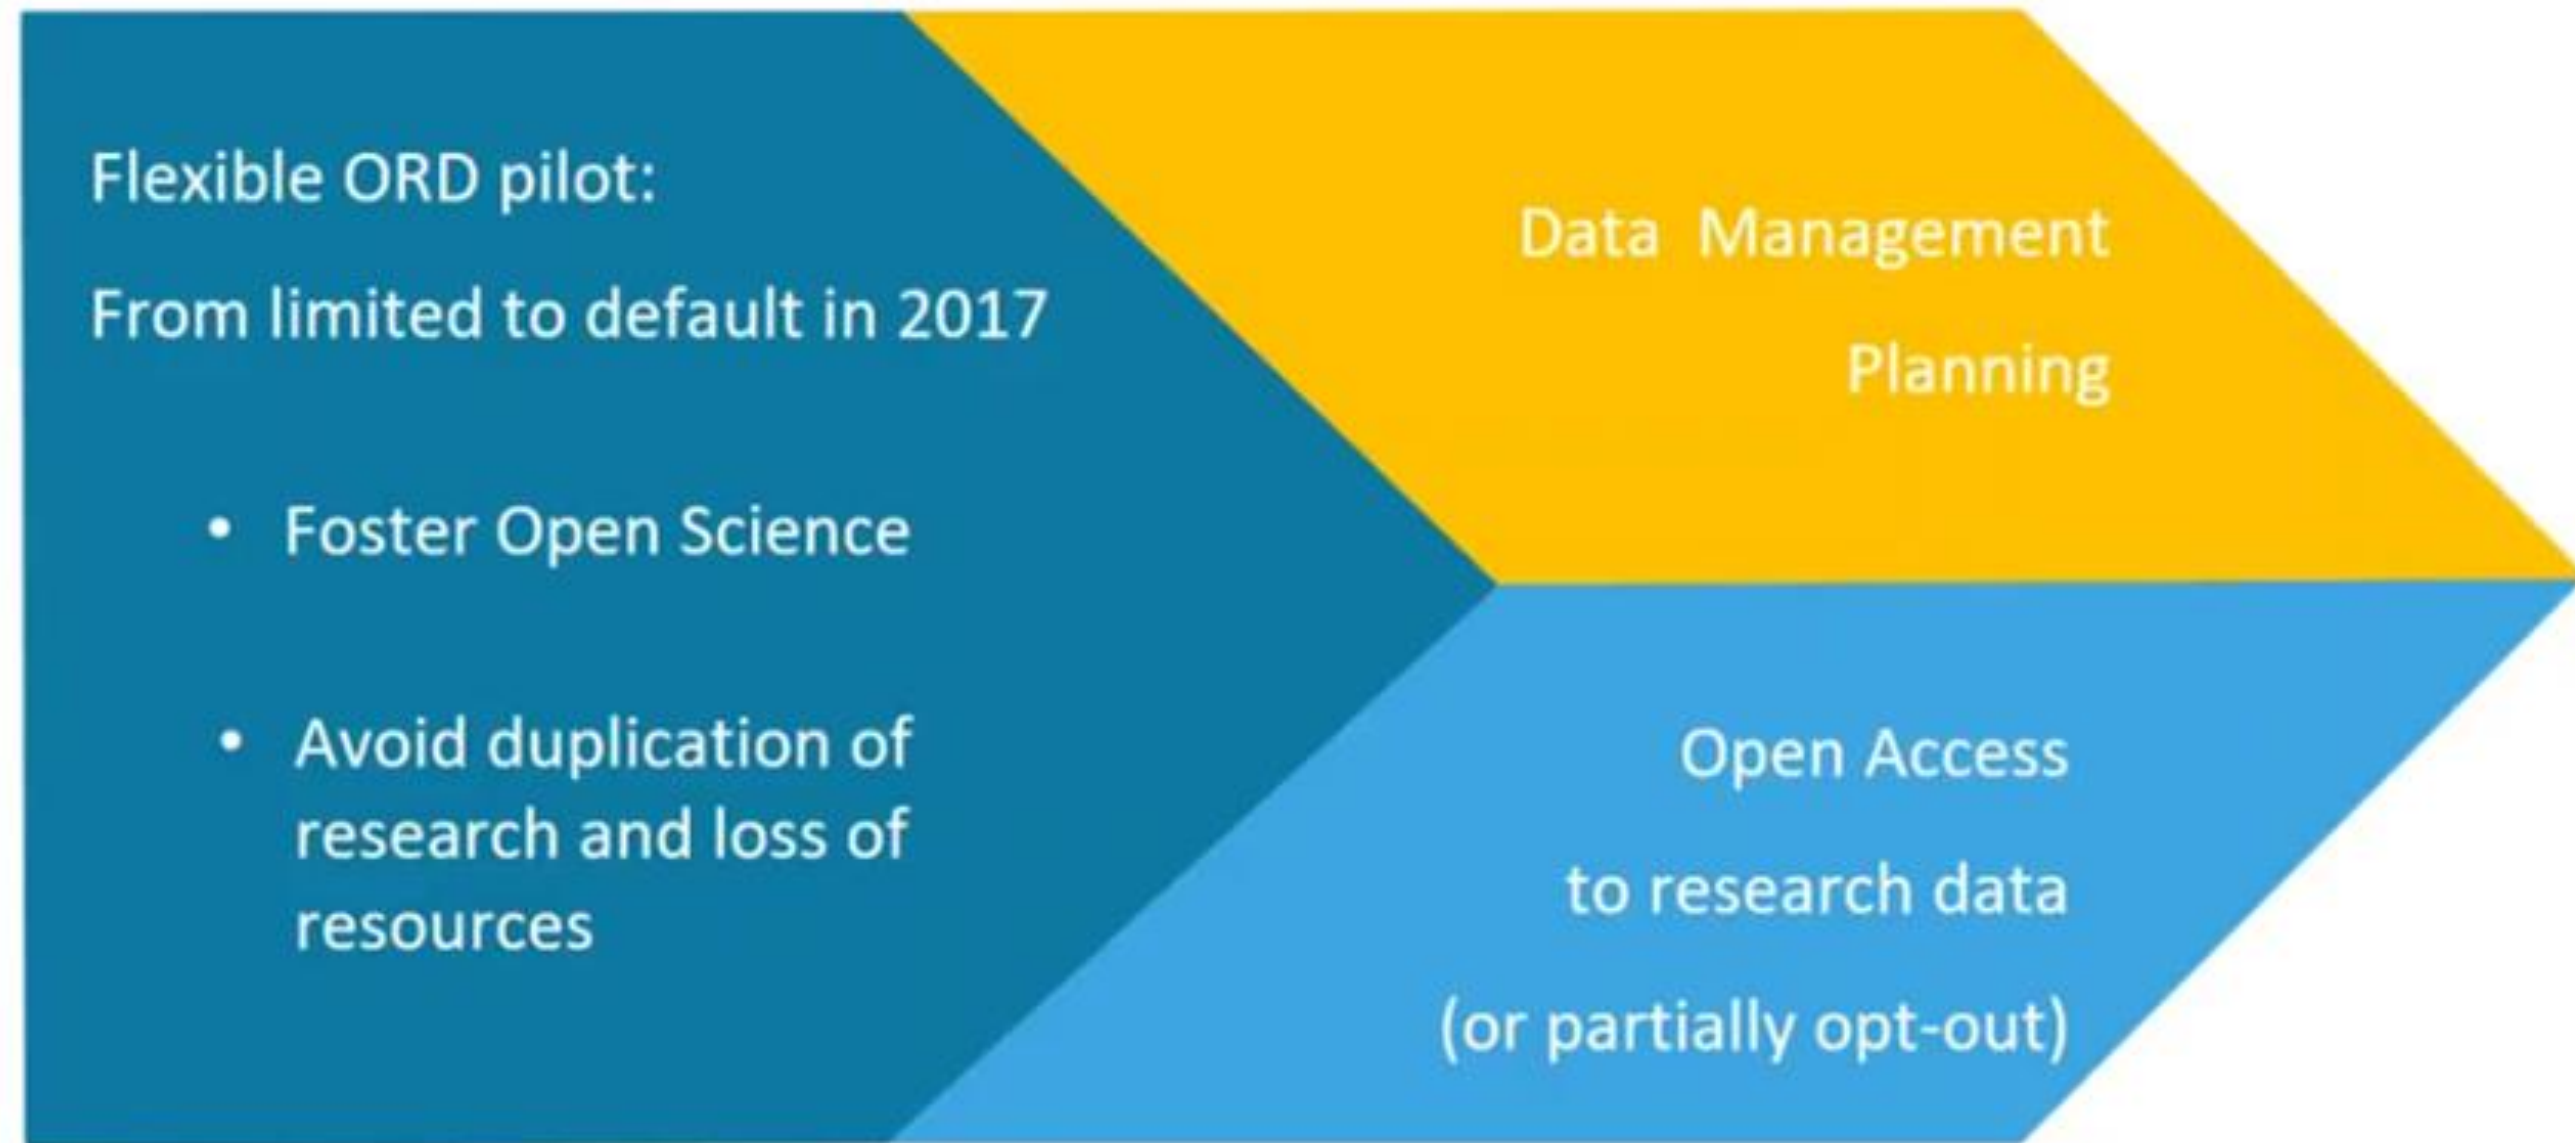 Flexible ORD pilot:
From limited to default in 2017
• Foster Open Science
• Avoid duplication of
research and loss of
resources
Data Management
Planning
Open Access
to research data
(or partially opt-out)